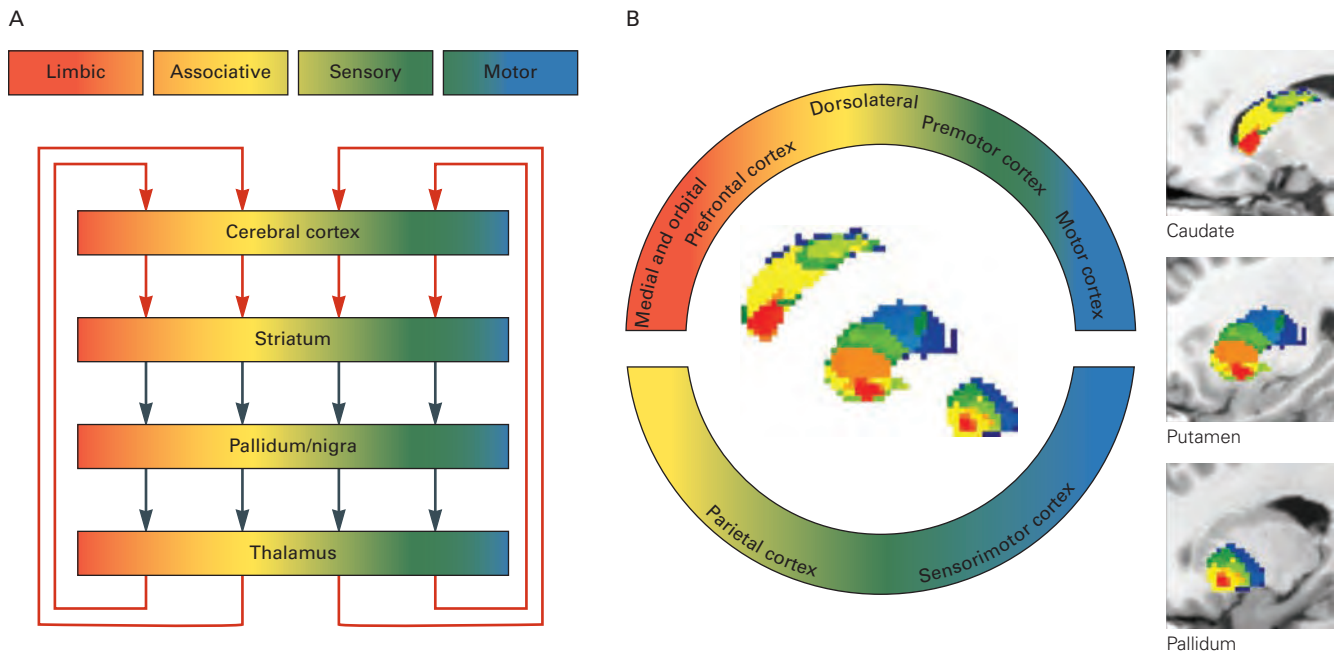 A
B
Limbic
Associative
Sensory
Motor
Cerebral cortex
Striatum
Pallidum/nigra
Thalamus
Medial and orbital
Prefrontal cortex
Dorsolateral
Premotor cortex
Motor cortex
Parietal cortex
Sensorimotor cortex
Caudate
Putamen
Pallidum